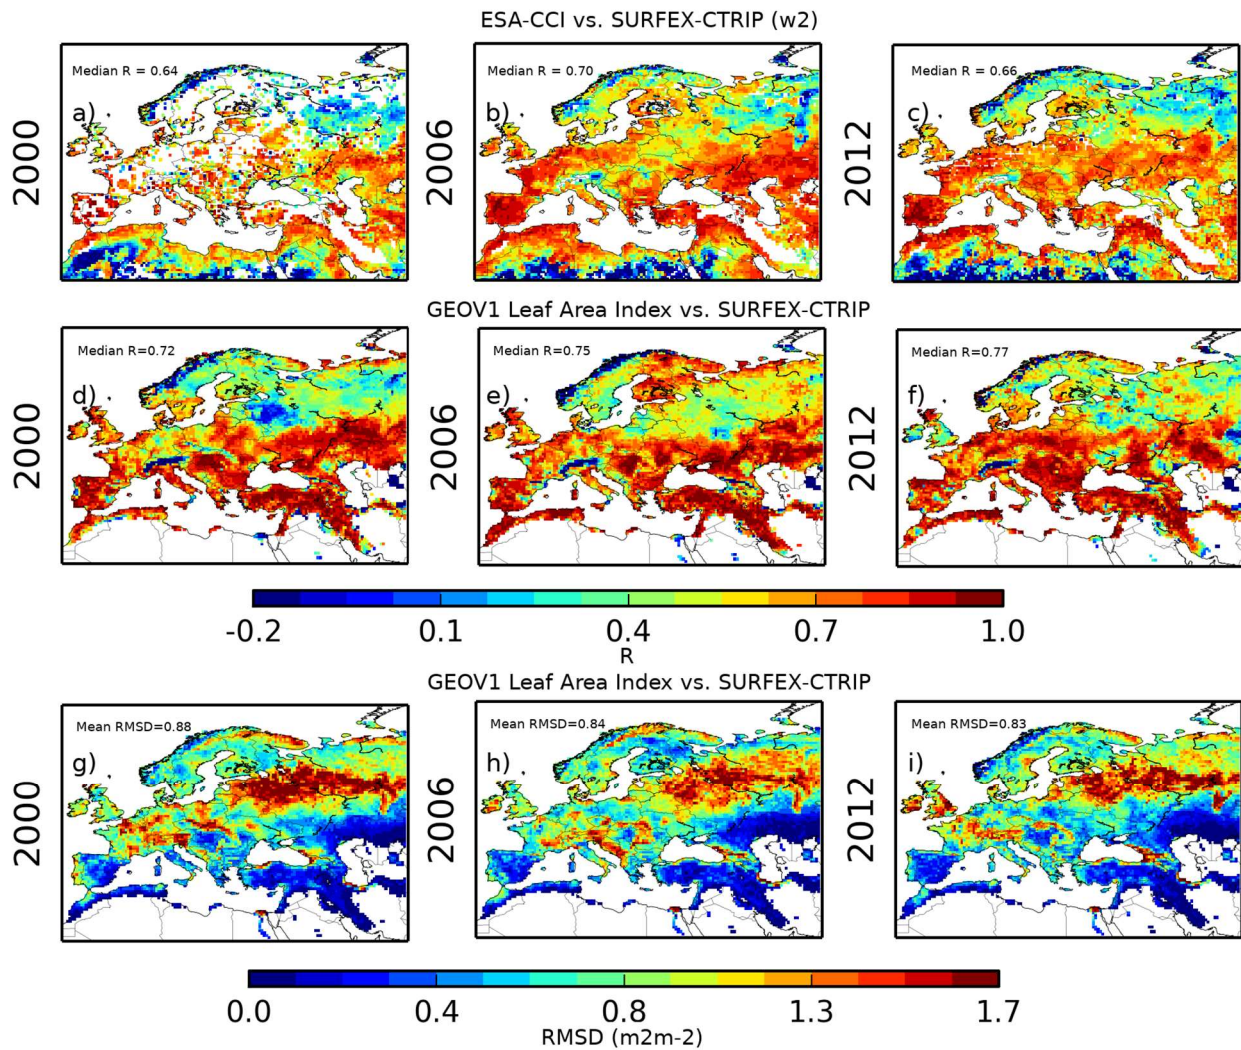 ESA-CCI vs. SURFEX-CTRIP (w2)
2000
Median R = 0.64
a)
2006
Median R = 0.70
b)
2012
Median R = 0.66
c)
GEOV1 Leaf Area Index vs. SURFEX-CTRIP
2000
Median R=0.72
d)
2006
Median R=0.75
e)
2012
Median R=0.77
f)
-0.2 0.1 0.4 0.7 1.0
R
GEOV1 Leaf Area Index vs. SURFEX-CTRIP
2000
Mean RMSD=0.88
g)
2006
Mean RMSD=0.84
h)
2012
Mean RMSD=0.83
i)
0.0 0.4 0.8 1.3 1.7
RMSD (m2m-2)